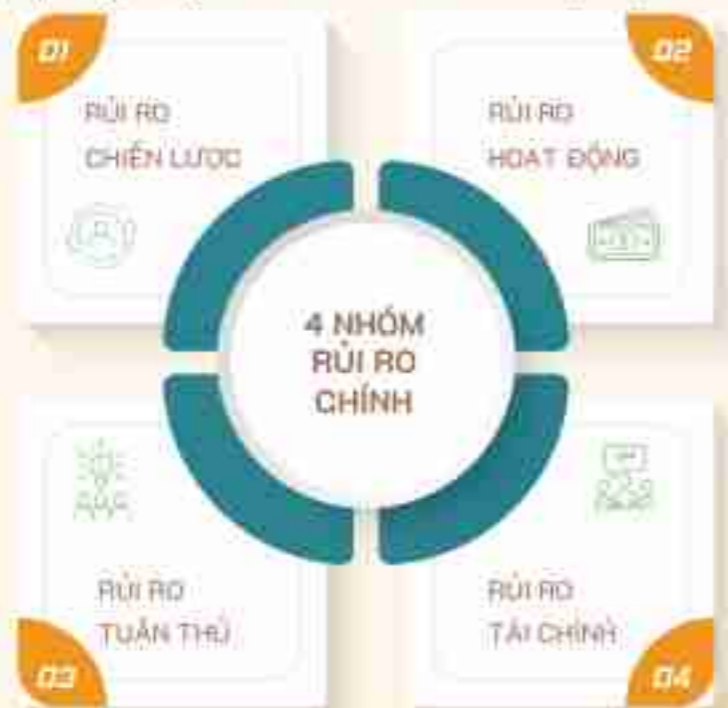 01
RỦI RO
CHIẾN LƯỢC
02
RỦI RO
HOẠT ĐỘNG
4 NHÓM
RỦI RO
CHÍNH
RỦI RO
TUÂN THỦ
03
RỦI RO
TÀI CHÍNH
04